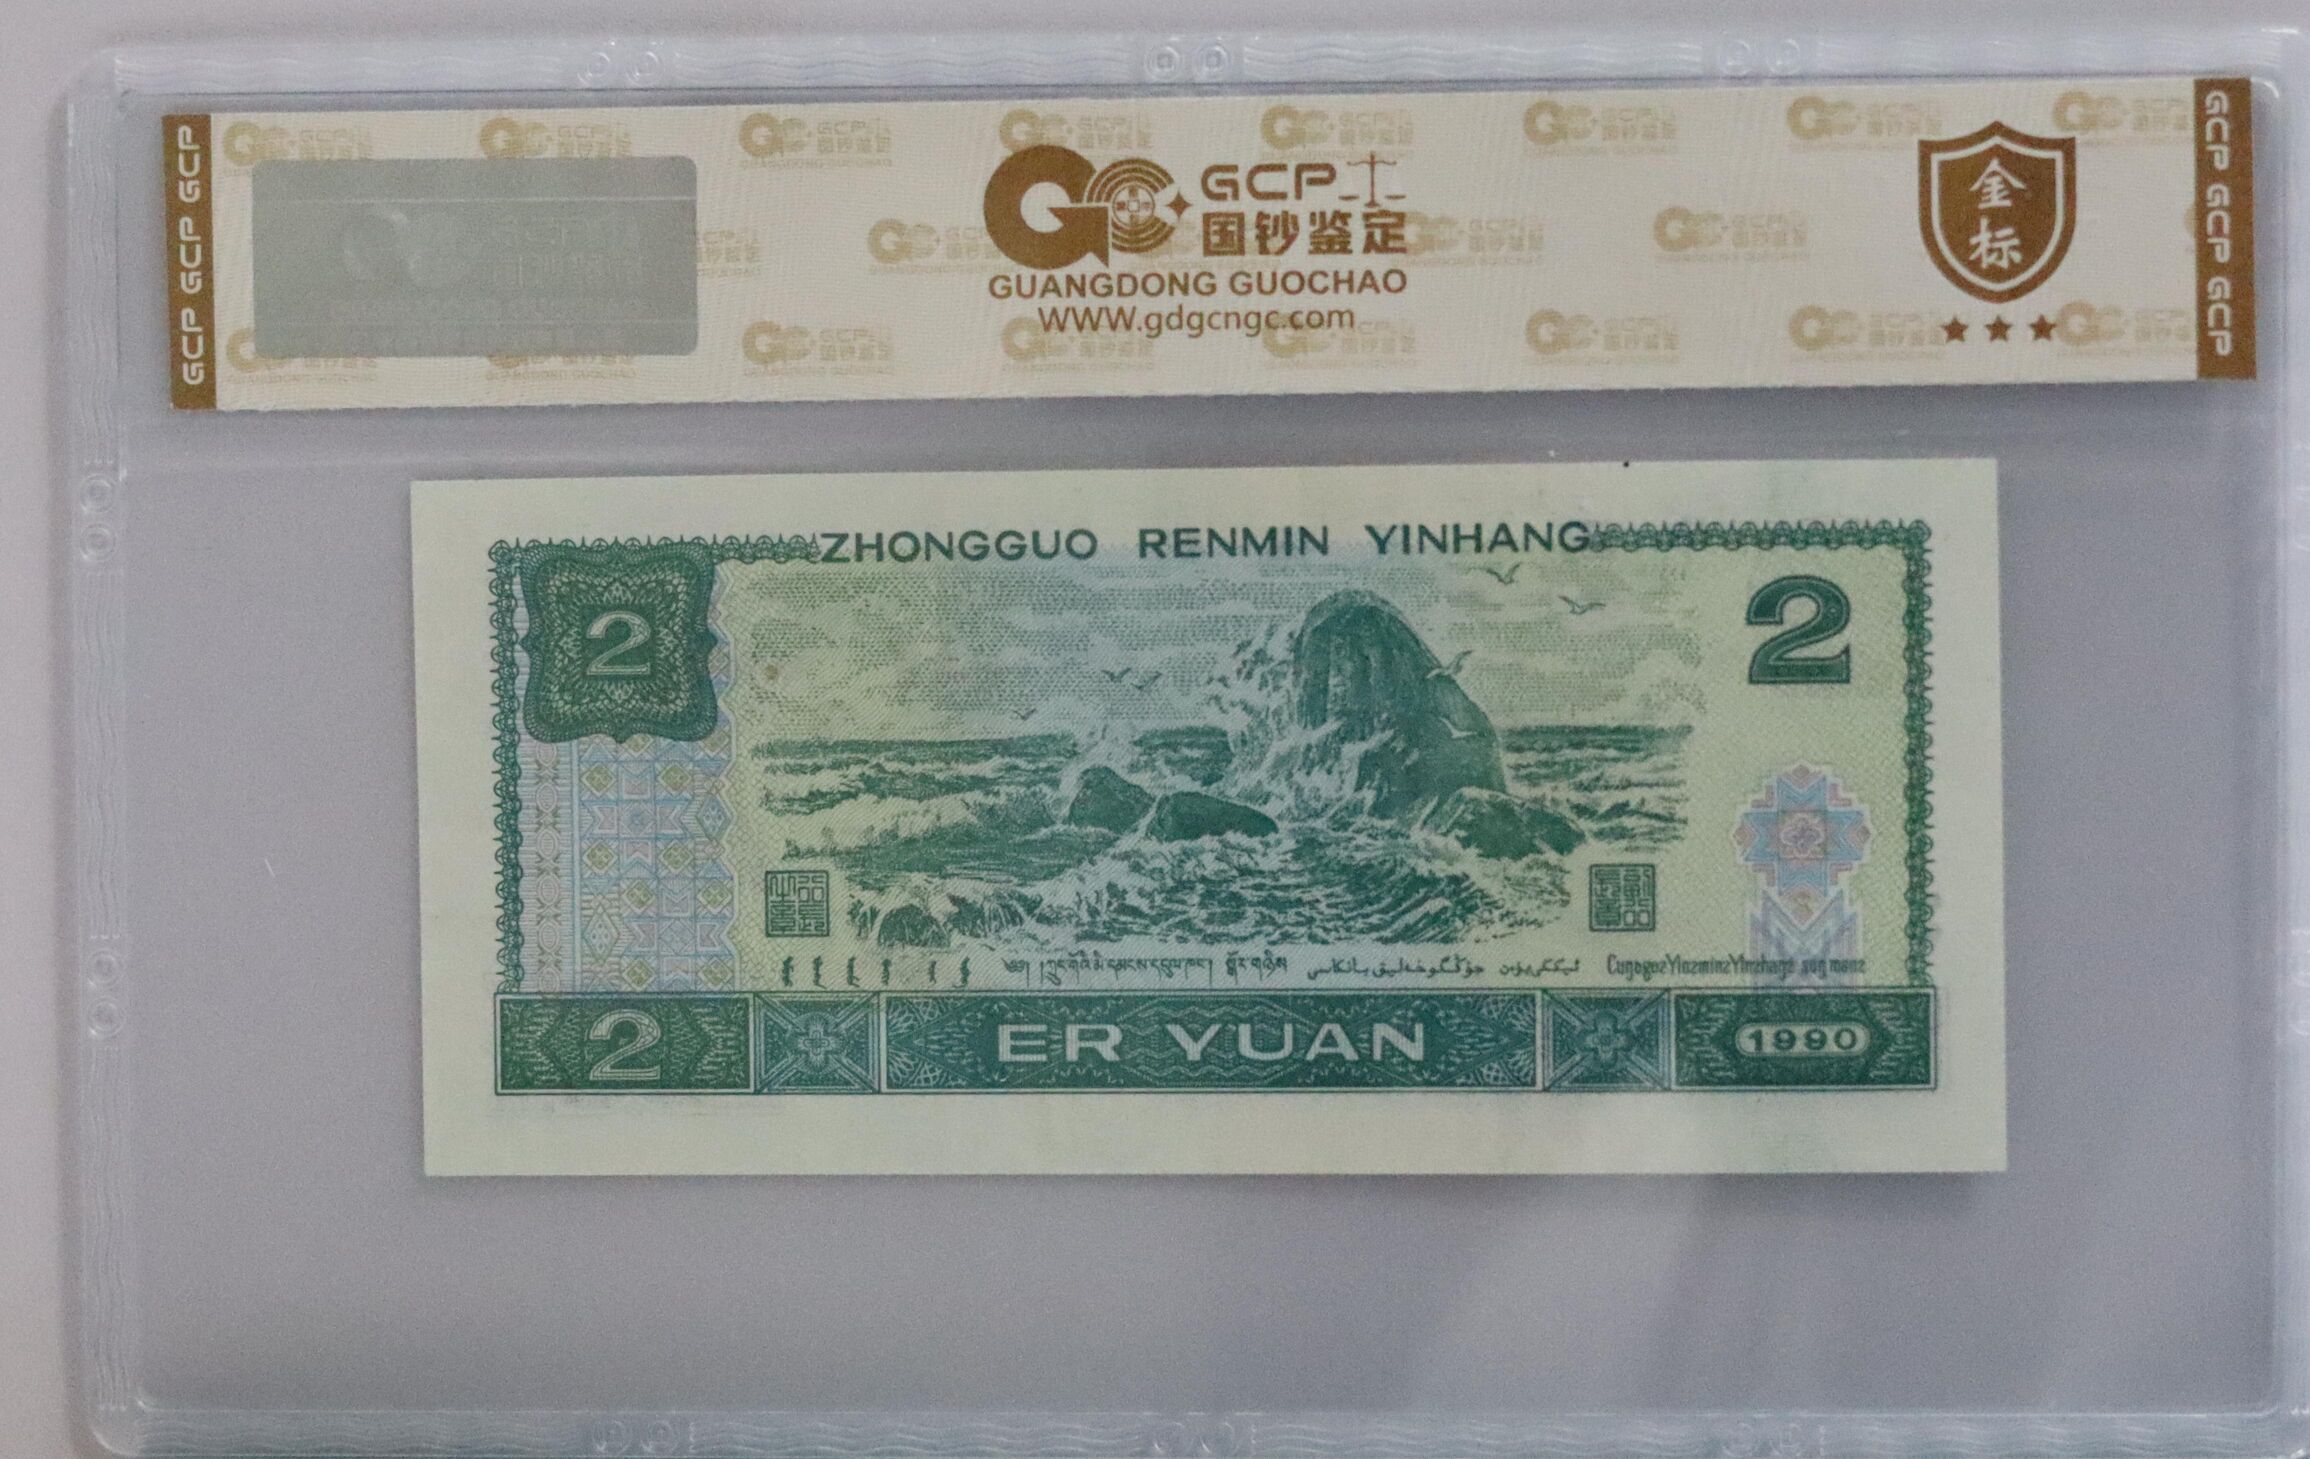 GCP GCP GCP
GCP
国钞鉴定
GUANGDONG GUOCHAO
WWW.gdgcngc.com
金标
GCP GCP GCP
ZHONGGUO RENMIN YINHANG
2
2
2
ER YUAN
1990